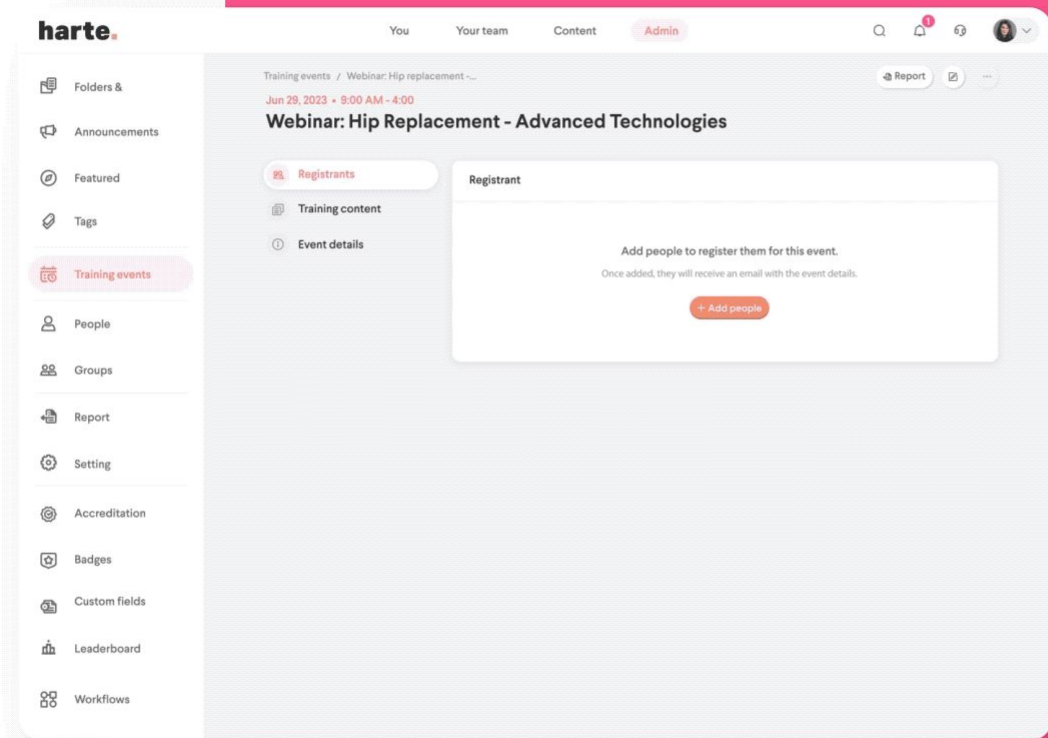 harte.
You
Your team
Content
Admin
1
Folders &
Announcements
Featured
Tags
Training events
People
Groups
Report
Setting
Accreditation
Badges
Custom fields
Leaderboard
Workflows
Training events / Webinar: Hip replacement -...
Report
Jun 29, 2023 • 9:00 AM - 4:00
Webinar: Hip Replacement - Advanced Technologies
Registrants
Training content
Event details
Registrant
Add people to register them for this event.
Once added, they will receive an email with the event details.
+ Add people